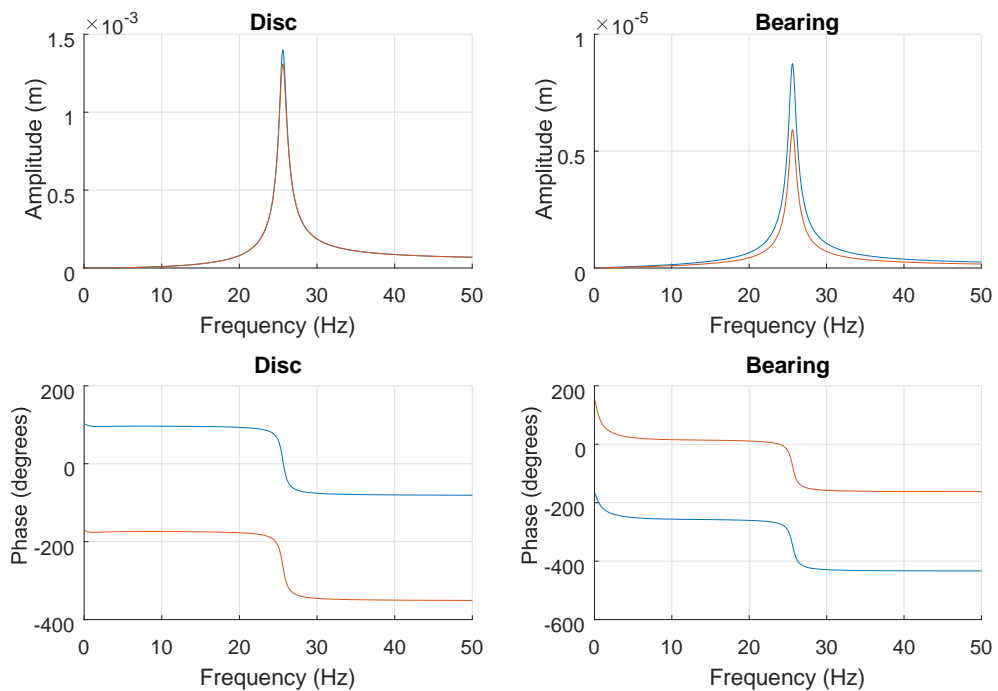 ×10⁻³
Disc
1.5
1
0.5
0
Amplitude (m)
0 10 20 30 40 50
Frequency (Hz)
×10⁻⁵
Bearing
1
0.5
0
Amplitude (m)
0 10 20 30 40 50
Frequency (Hz)
Disc
200
0
-200
-400
Phase (degrees)
0 10 20 30 40 50
Frequency (Hz)
Bearing
200
0
-200
-400
-600
Phase (degrees)
0 10 20 30 40 50
Frequency (Hz)